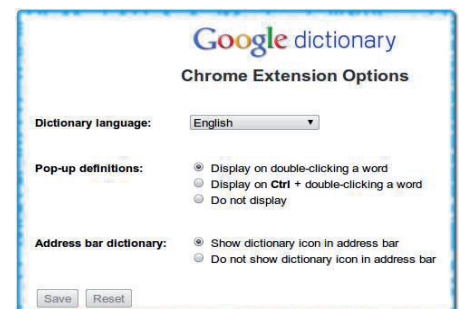 Google dictionary
Chrome Extension Options
Dictionary language: English
Pop-up definitions: Display on double-clicking a word
Display on Ctrl + double-clicking a word
Do not display
Address bar dictionary: Show dictionary icon in address bar
Do not show dictionary icon in address bar
Save Reset